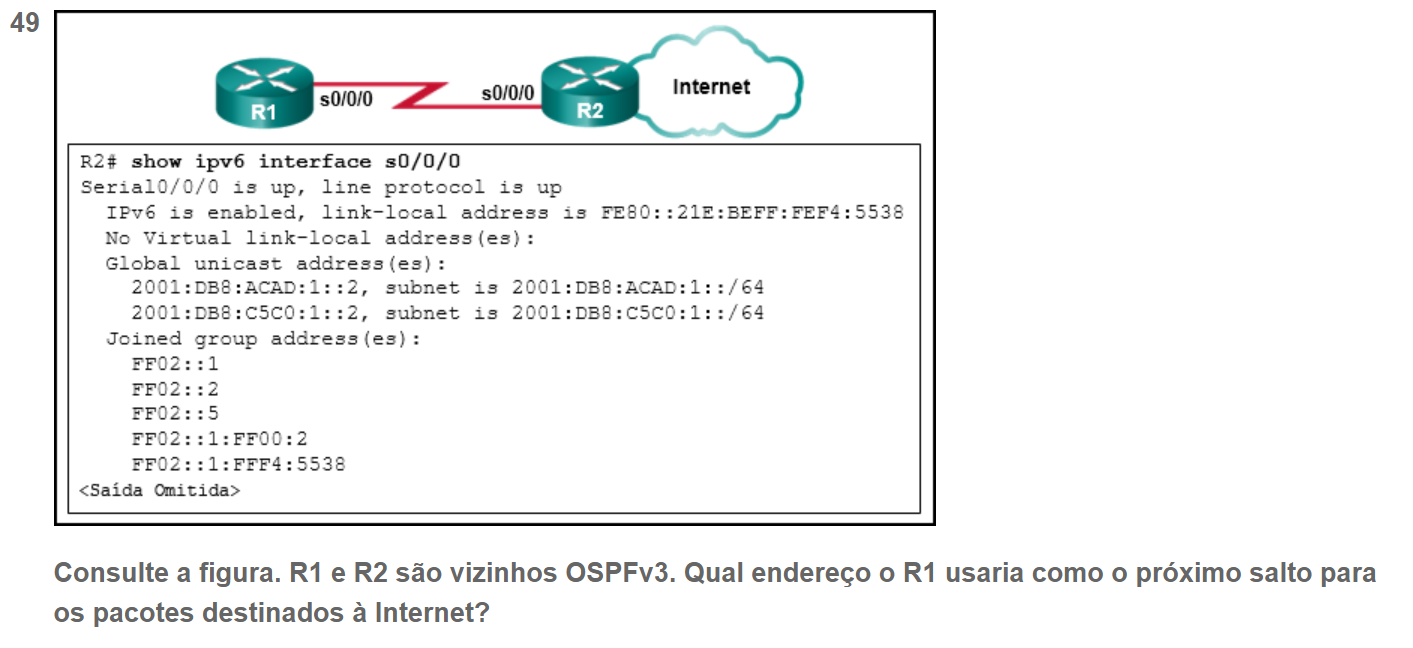 49
Internet
s0/0/0
s0/0/0
R1
R2
R2# show ipv6 interface s0/0/0
Serial0/0/0 is up, line protocol is up
IPv6 is enabled, link-local address is FE80::21E:BEFF:FEF4:5538
No Virtual link-local address(es):
Global unicast address(es):
2001:DB8:ACAD:1::2, subnet is 2001:DB8:ACAD:1::/64
2001:DB8:C5C0:1::2, subnet is 2001:DB8:C5C0:1::/64
Joined group address(es):
FF02::1
FF02::2
FF02::5
FF02::1:FF00:2
FF02::1:FFF4:5538
<Saída Omitida>
Consulte a figura. R1 e R2 são vizinhos OSPFv3. Qual endereço o R1 usaria como o próximo salto para
os pacotes destinados à Internet?